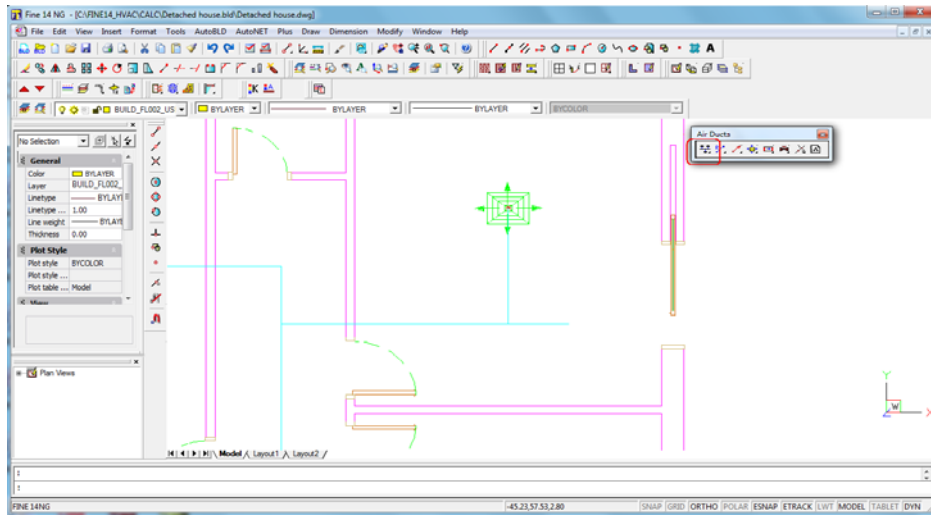 Fine 14 NG - [C:\FINE14_HVAC\CALC\Detached house.bld\Detached house.dwg]
File Edit View Insert Format Tools AutoBLD AutoNET Plus Draw Dimension Modify Window Help
BUILD_FL002_US BYLAYER BYLAYER BYLAYER BYCOLOR
No Selection
General
Color BYLAYER
Layer BUILD_FL002_
Linetype BYLAYE
Linetype ... 1.00
Line weight BYLAYE
Thickness 0.00
Plot Style
Plot style BYCOLOR
Plot style ...
Plot table ... Model
View
Plan Views
Air Ducts
Y
W
X
Model Layout1 Layout2
:
:
FINE 14NG -45.23,57.53,2.80 SNAP GRID ORTHO POLAR ESNAP ETRACK LWT MODEL TABLET DYN